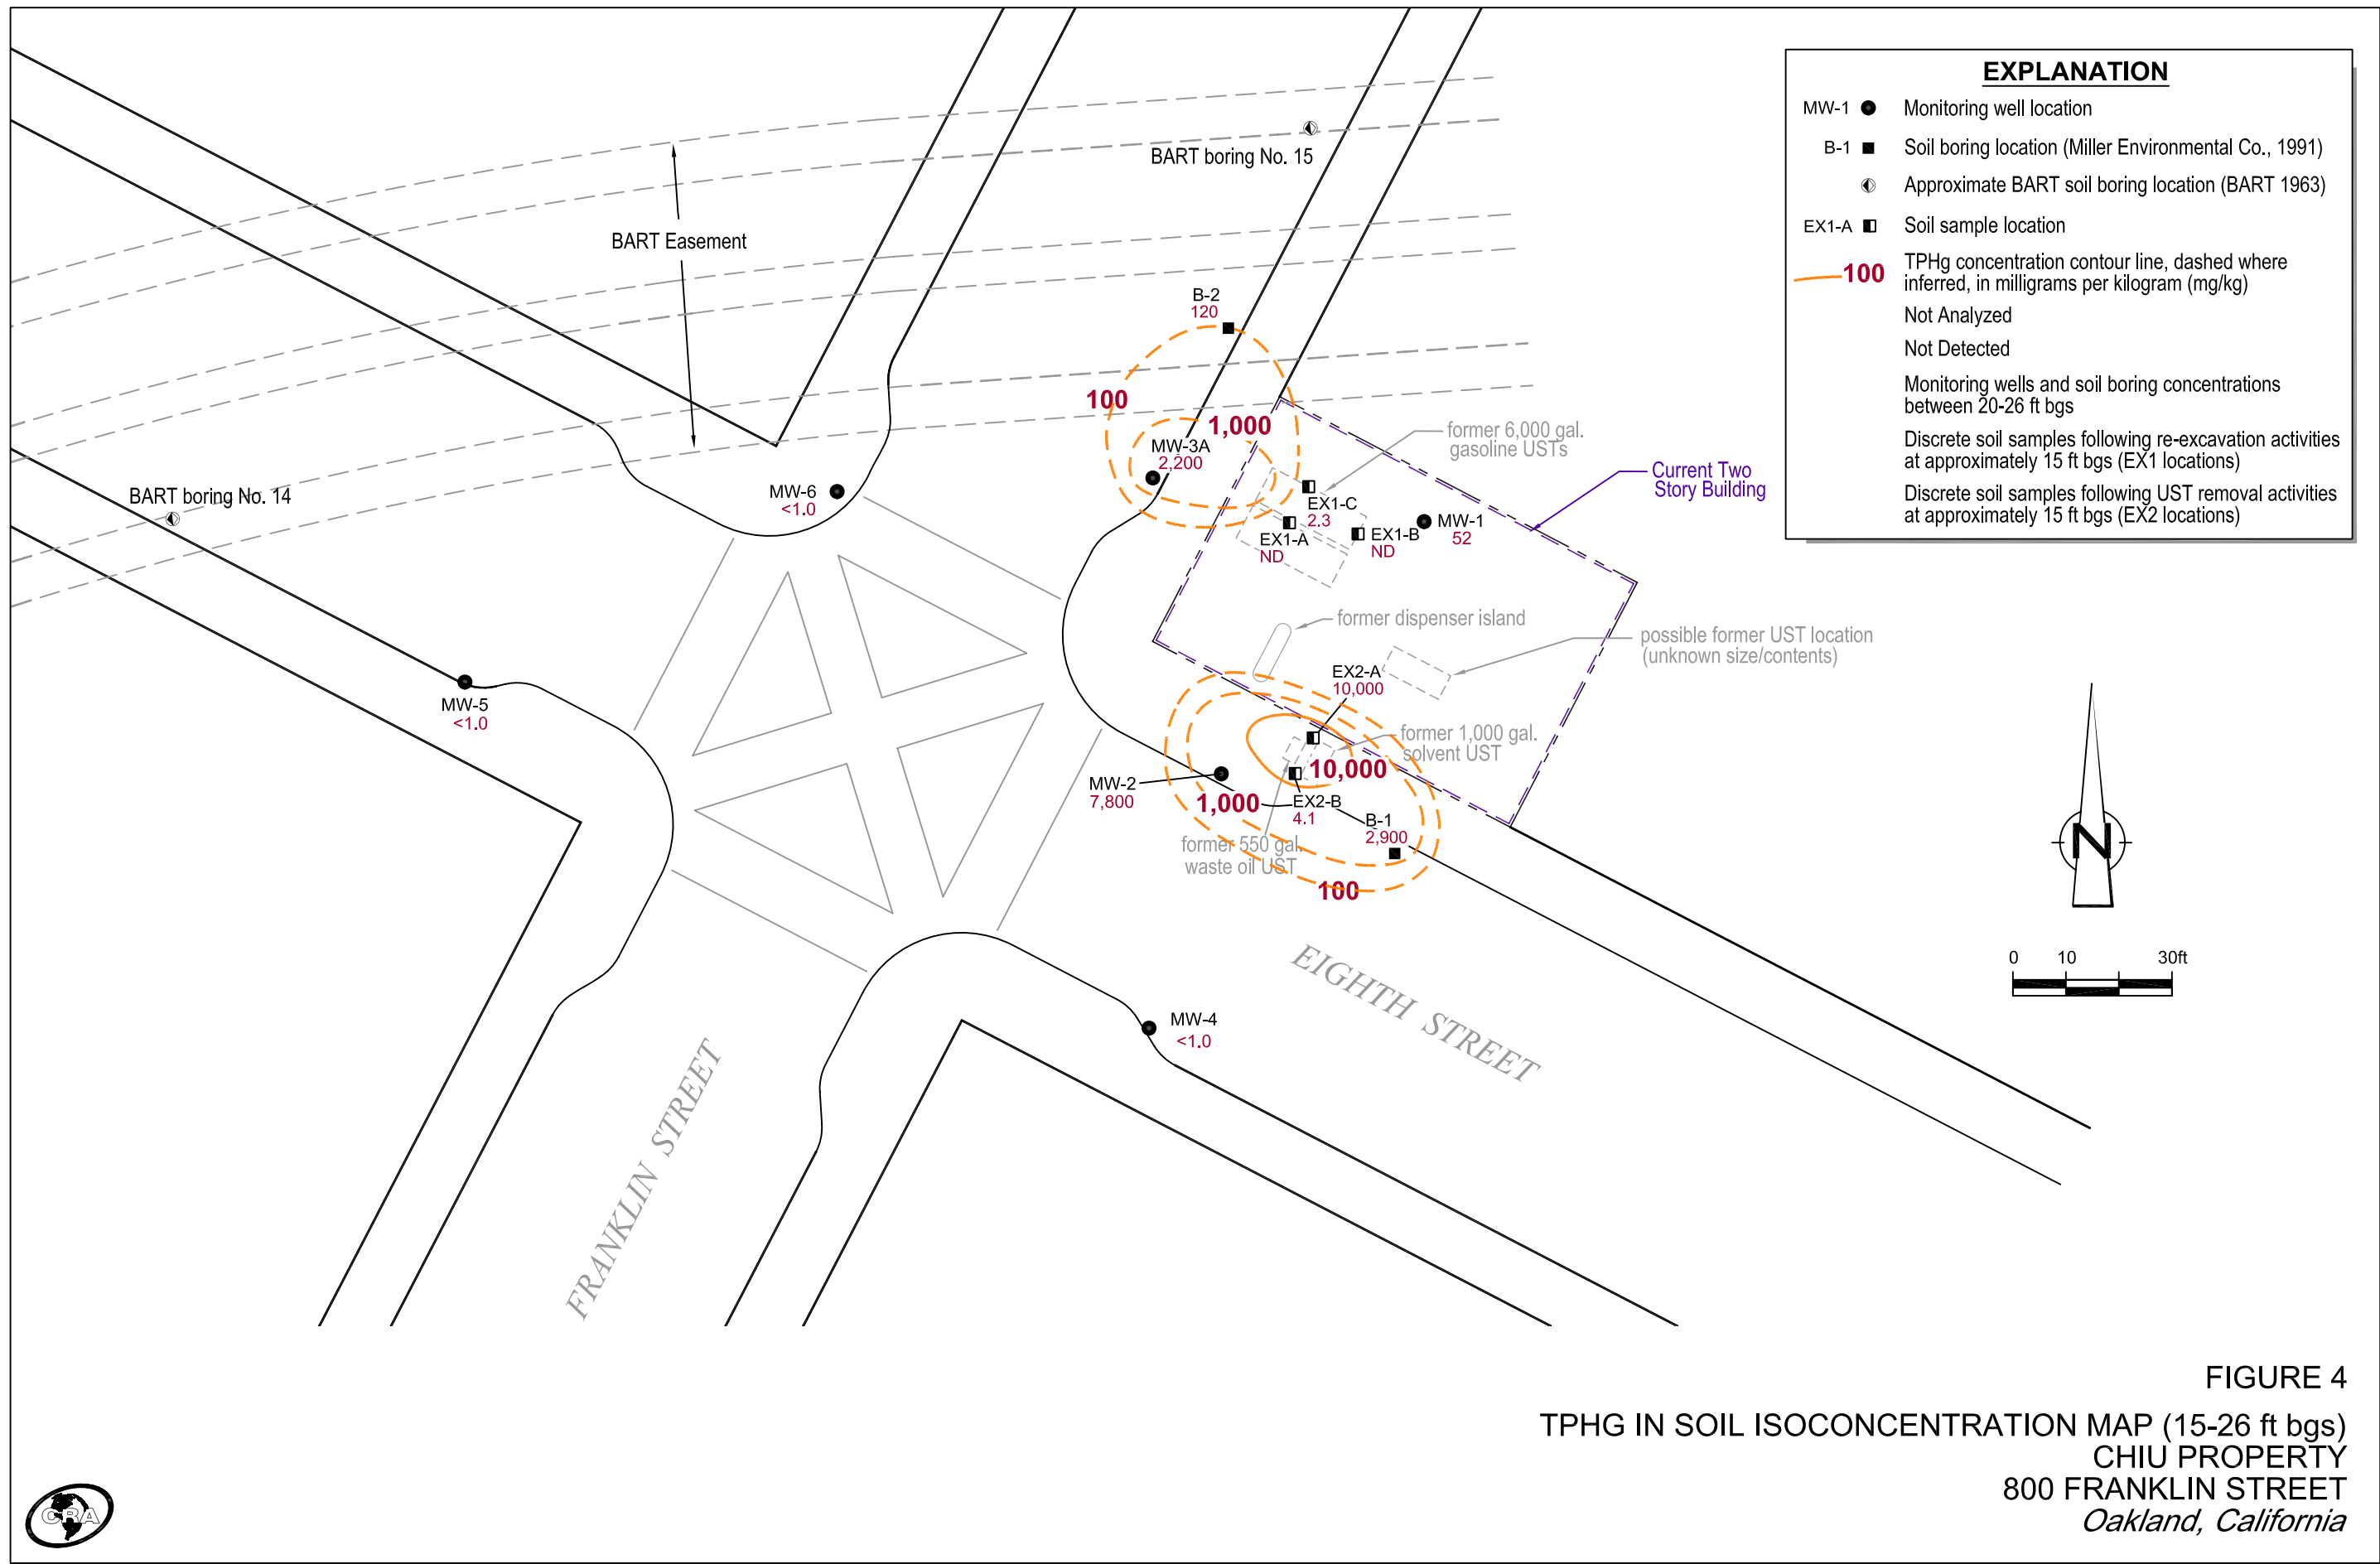 EXPLANATION
MW-1 Monitoring well location
B-1 Soil boring location (Miller Environmental Co., 1991)
Approximate BART soil boring location (BART 1963)
EX1-A Soil sample location
100 TPHg concentration contour line, dashed where
inferred, in milligrams per kilogram (mg/kg)
Not Analyzed
Not Detected
Monitoring wells and soil boring concentrations
between 20-26 ft bgs
Discrete soil samples following re-excavation activities
at approximately 15 ft bgs (EX1 locations)
Discrete soil samples following UST removal activities
at approximately 15 ft bgs (EX2 locations)
BART boring No. 15
BART Easement
B-2
120
100
1,000
MW-3A
2,200
former 6,000 gal.
gasoline USTs
Current Two
Story Building
BART boring No. 14
MW-6
<1.0
EX1-C
2.3
EX1-A
ND
EX1-B
ND
MW-1
52
former dispenser island
possible former UST location
(unknown size/contents)
EX2-A
10,000
MW-5
<1.0
former 1,000 gal.
solvent UST
10,000
MW-2
7,800
1,000
EX2-B
4.1
B-1
2,900
former 550 gal.
waste oil UST
100
N
0 10 30ft
EIGHTH STREET
MW-4
<1.0
FRANKLIN STREET
FIGURE 4
TPHG IN SOIL ISOCONCENTRATION MAP (15-26 ft bgs)
CHIU PROPERTY
800 FRANKLIN STREET
Oakland, California
CRA